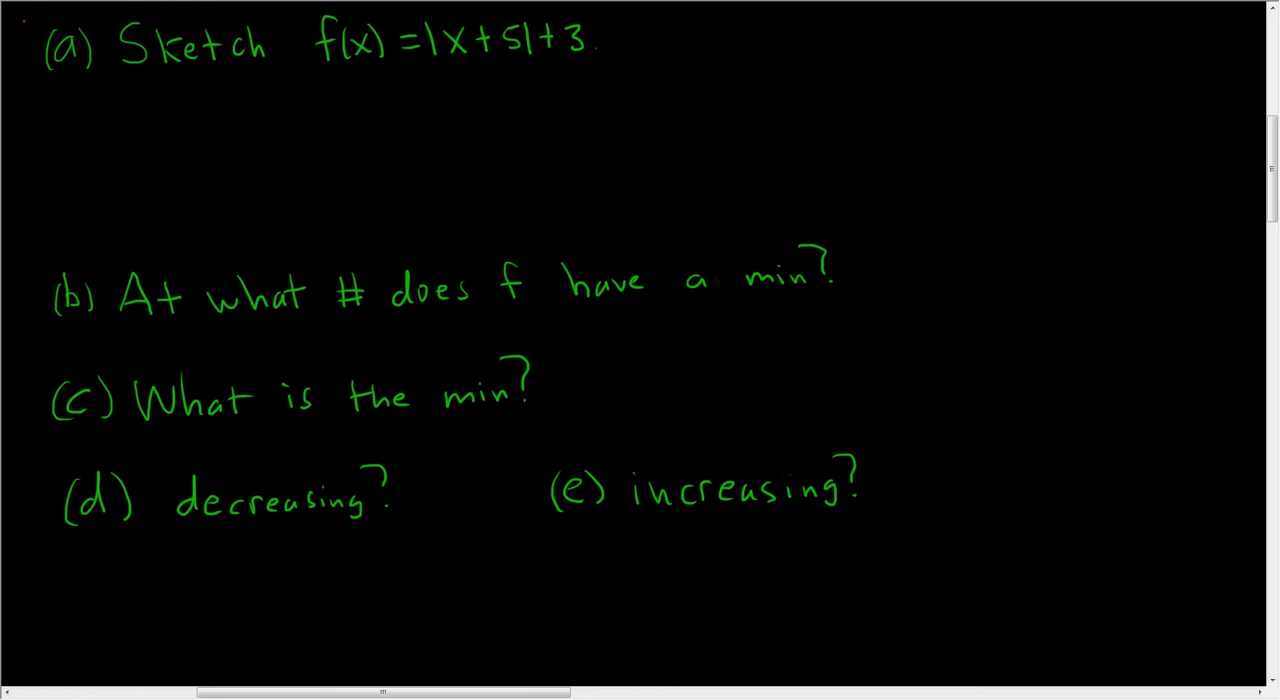 (a) Sketch f(x) = |x + 5| + 3.
(b) At what # does f have a min?
(c) What is the min?
(d) decreasing? (e) increasing?